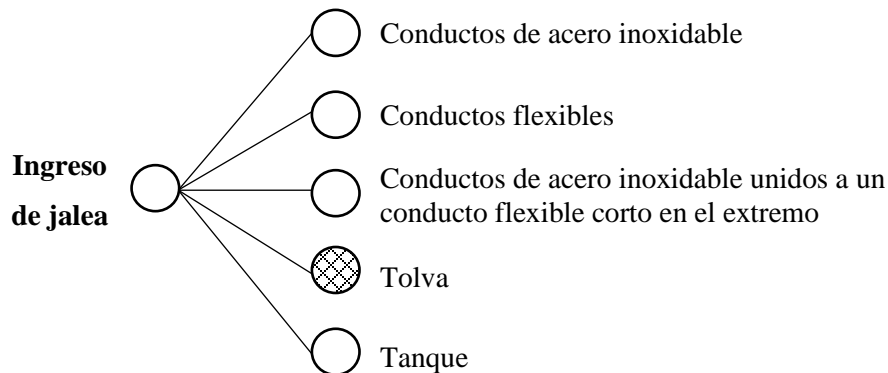 Conductos de acero inoxidable
Conductos flexibles
Ingreso
de jalea
Conductos de acero inoxidable unidos a un
conducto flexible corto en el extremo
Tolva
Tanque